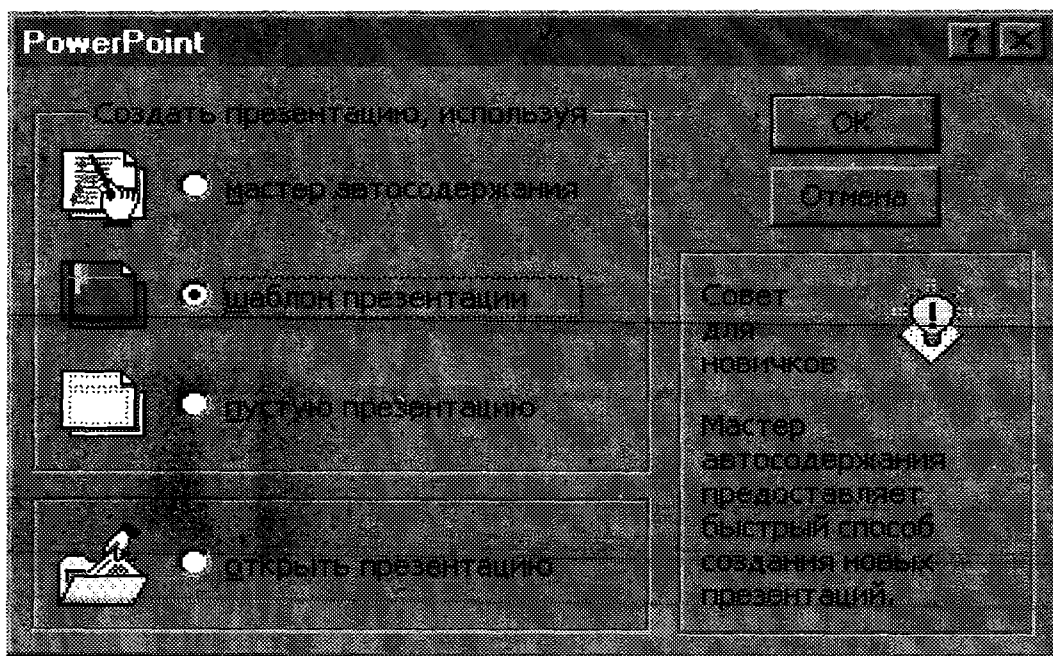 PowerPoint
Создать презентацию, используя
мастер автосодержания
шаблон презентации
пустую презентацию
открыть презентацию
OK
Отмена
Совет
для
новичков
Мастер
автосодержания
предоставляет
быстрый способ
создания новых
презентаций.